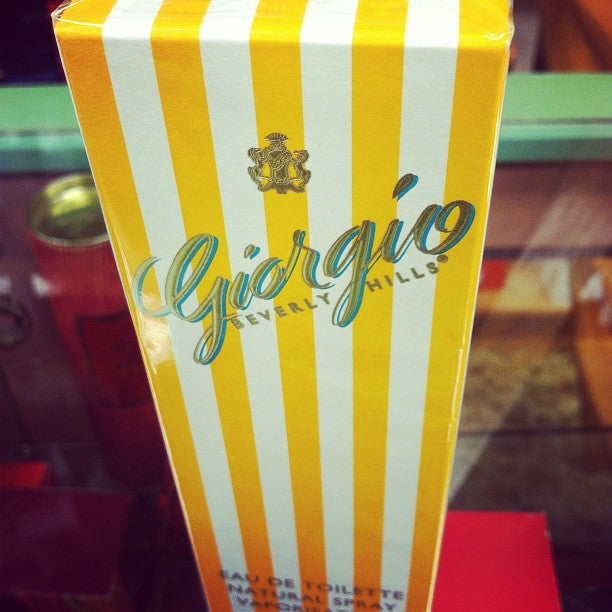 Giorgio
BEVERLY HILLS®
EAU DE TOILETTE
NATURAL SPRAY